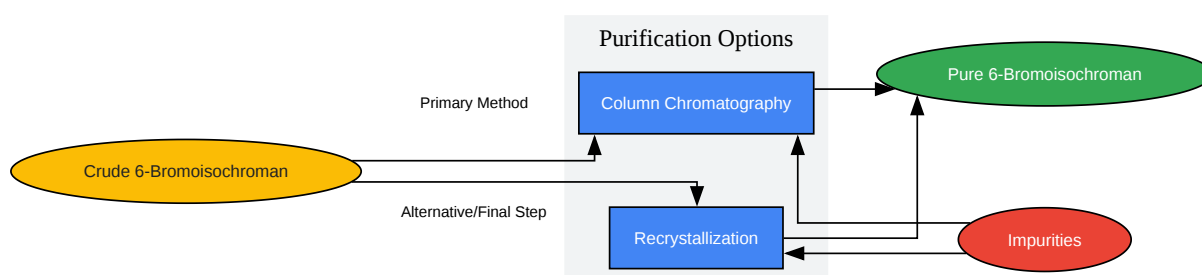 Purification Options
Pure 6-Bromoisochroman
Column Chromatography
Primary Method
Crude 6-Bromoisochroman
Alternative/Final Step
Recrystallization
Impurities